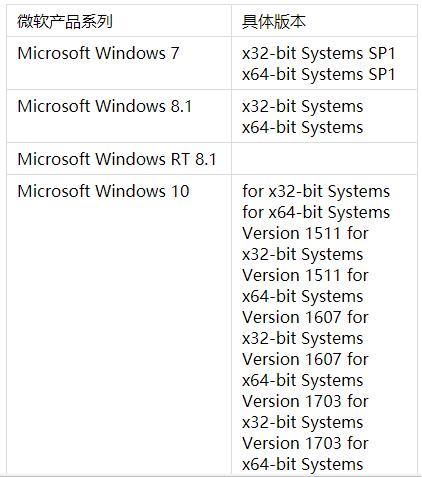 微软产品系列 具体版本
Microsoft Windows 7 x32-bit Systems SP1
x64-bit Systems SP1
Microsoft Windows 8.1 x32-bit Systems
x64-bit Systems
Microsoft Windows RT 8.1
Microsoft Windows 10 for x32-bit Systems
for x64-bit Systems
Version 1511 for
x32-bit Systems
Version 1511 for
x64-bit Systems
Version 1607 for
x32-bit Systems
Version 1607 for
x64-bit Systems
Version 1703 for
x32-bit Systems
Version 1703 for
x64-bit Systems